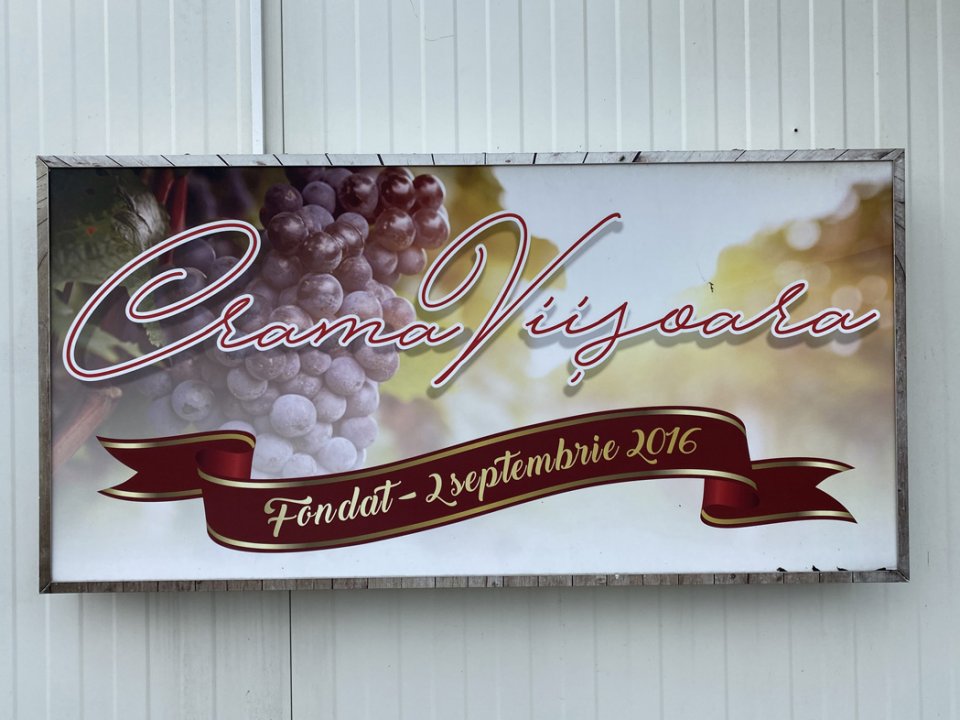 Crama Viișoara
Fondat - 2 septembrie 2016